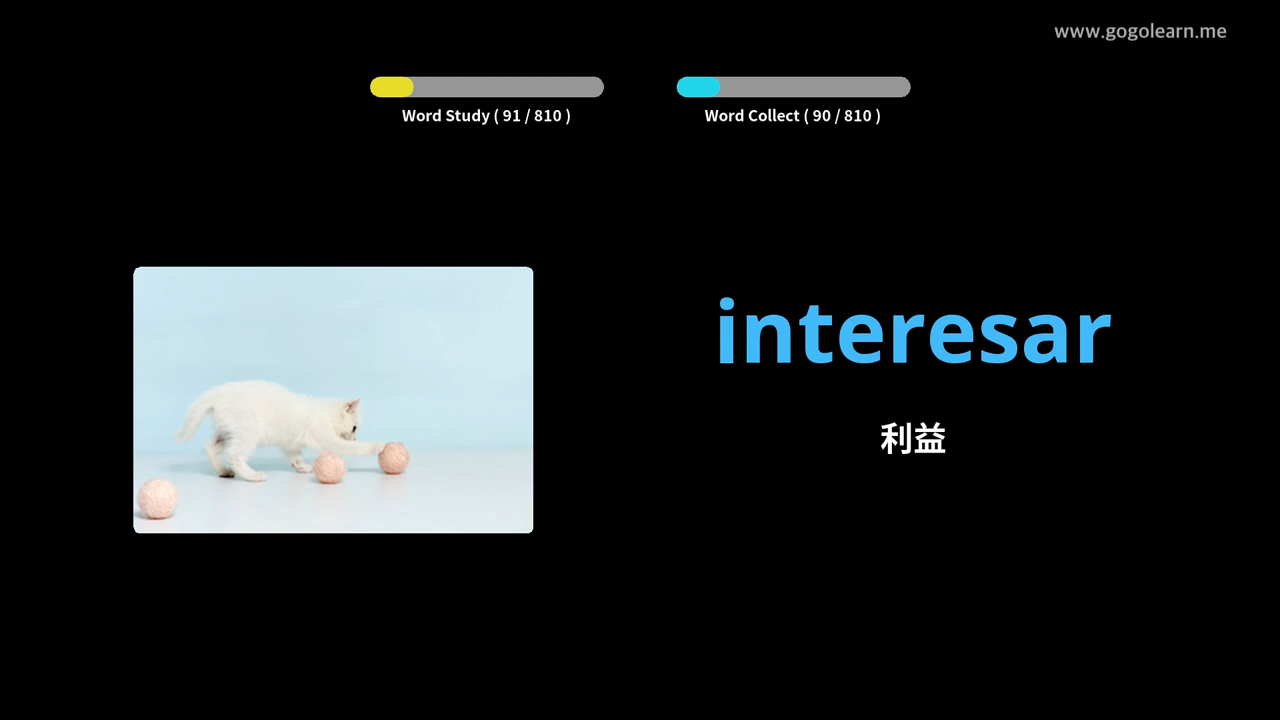 www.gogolearn.me
Word Study ( 91 / 810 )
Word Collect ( 90 / 810 )
interesar
利益